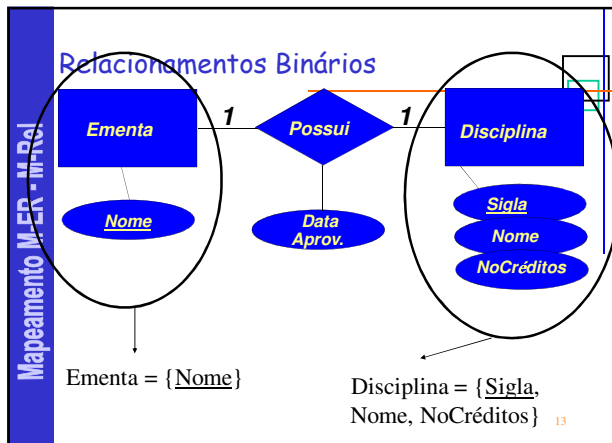 Relacionamentos Binários
Mapeamento M-ER - M-Rel
Ementa
1
Possui
1
Disciplina
Nome
Data
Aprov.
Sigla
Nome
NoCréditos
Ementa = {Nome}
Disciplina = {Sigla,
Nome, NoCréditos}
13